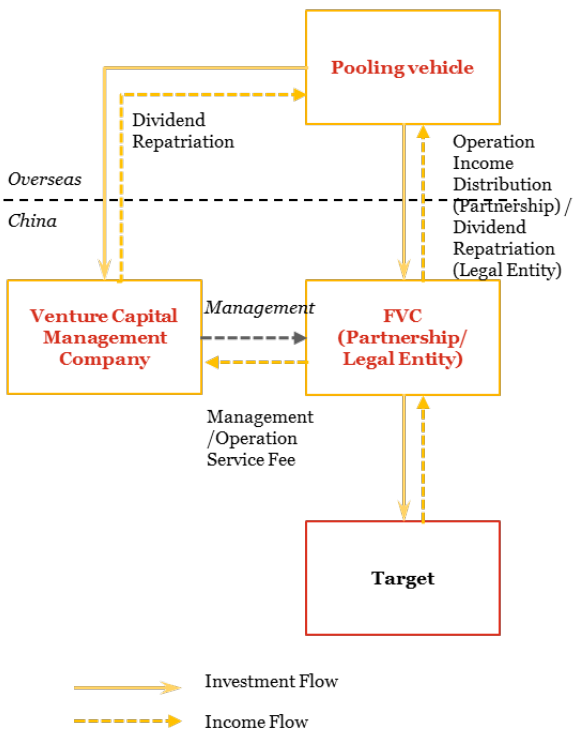 Pooling vehicle
Dividend
Repatriation
Operation
Income
Distribution
(Partnership) /
Dividend
Repatriation
(Legal Entity)
Overseas
China
Venture Capital
Management
Company
Management
FVC
(Partnership/
Legal Entity)
Management
/Operation
Service Fee
Target
Investment Flow
Income Flow